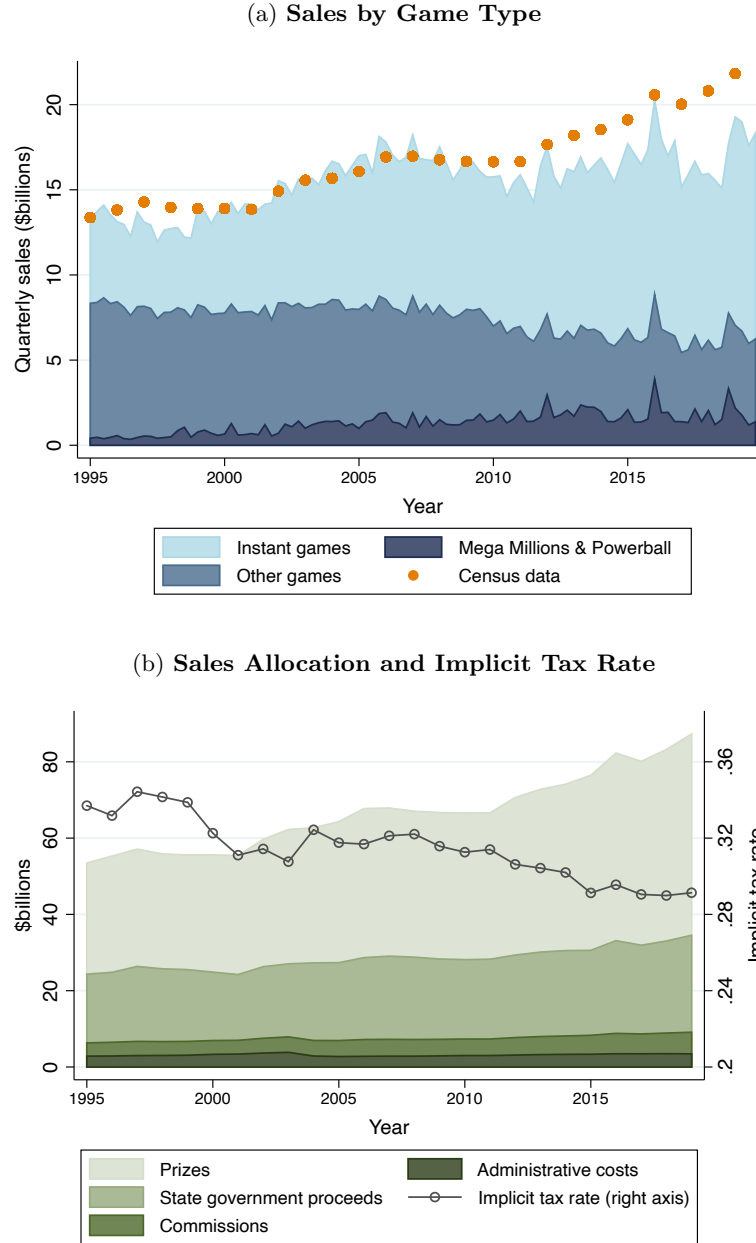 (a) Sales by Game Type
Quarterly sales ($billions)
20
15
10
5
0
1995 2000 2005 2010 2015
Year
Instant games Mega Millions & Powerball
Other games Census data
(b) Sales Allocation and Implicit Tax Rate
$billions
80
60
40
20
0
.36
.32
.28
.24
.2
Implicit tax rate
1995 2000 2005 2010 2015
Year
Prizes Administrative costs
State government proceeds Implicit tax rate (right axis)
Commissions